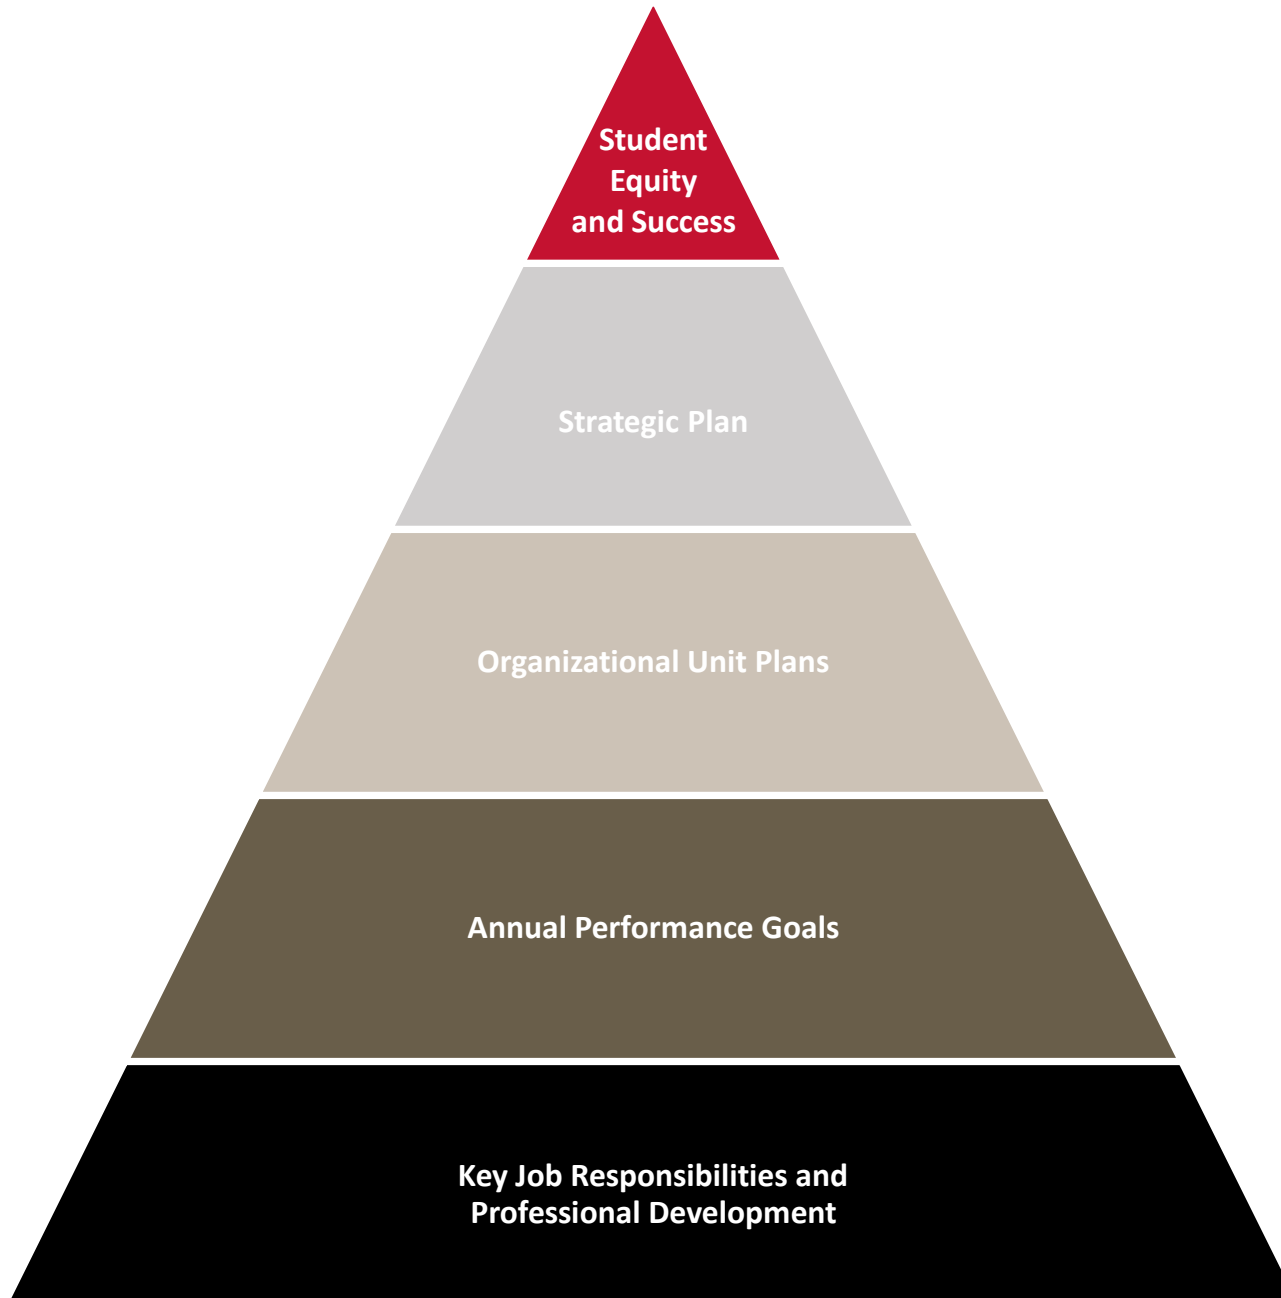 Student
Equity
and Success
Strategic Plan
Organizational Unit Plans
Annual Performance Goals
Key Job Responsibilities and
Professional Development